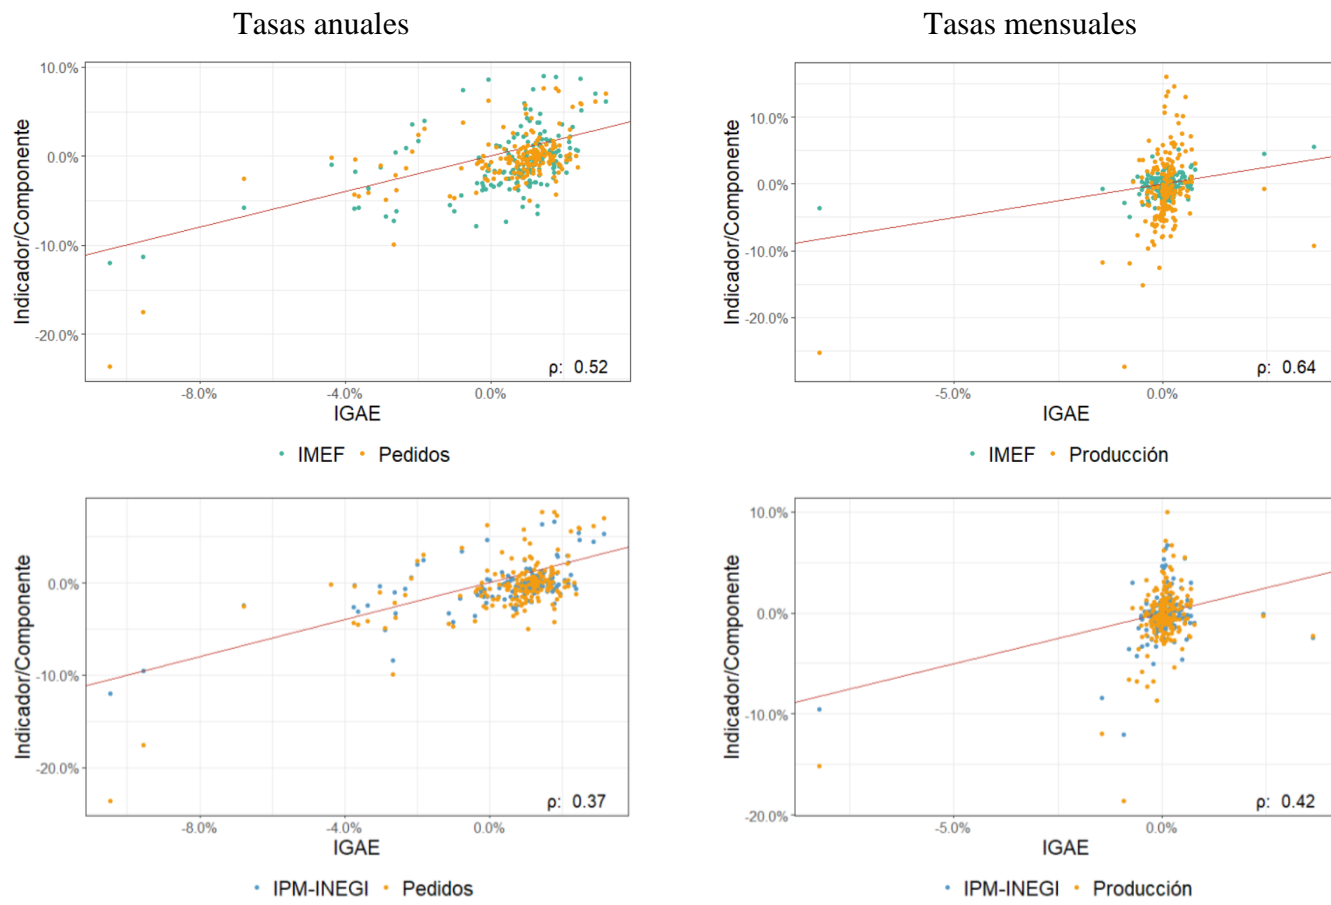 Tasas anuales
Tasas mensuales
Indicador/Componente
10.0%
0.0%
-10.0%
-20.0%
ρ: 0.52
-8.0%
-4.0%
0.0%
IGAE
IMEF
Pedidos
Indicador/Componente
10.0%
0.0%
-10.0%
-20.0%
ρ: 0.64
-5.0%
0.0%
IGAE
IMEF
Producción
Indicador/Componente
0.0%
-10.0%
-20.0%
ρ: 0.37
-8.0%
-4.0%
0.0%
IGAE
IPM-INEGI
Pedidos
Indicador/Componente
10.0%
0.0%
-10.0%
-20.0%
ρ: 0.42
-5.0%
0.0%
IGAE
IPM-INEGI
Producción